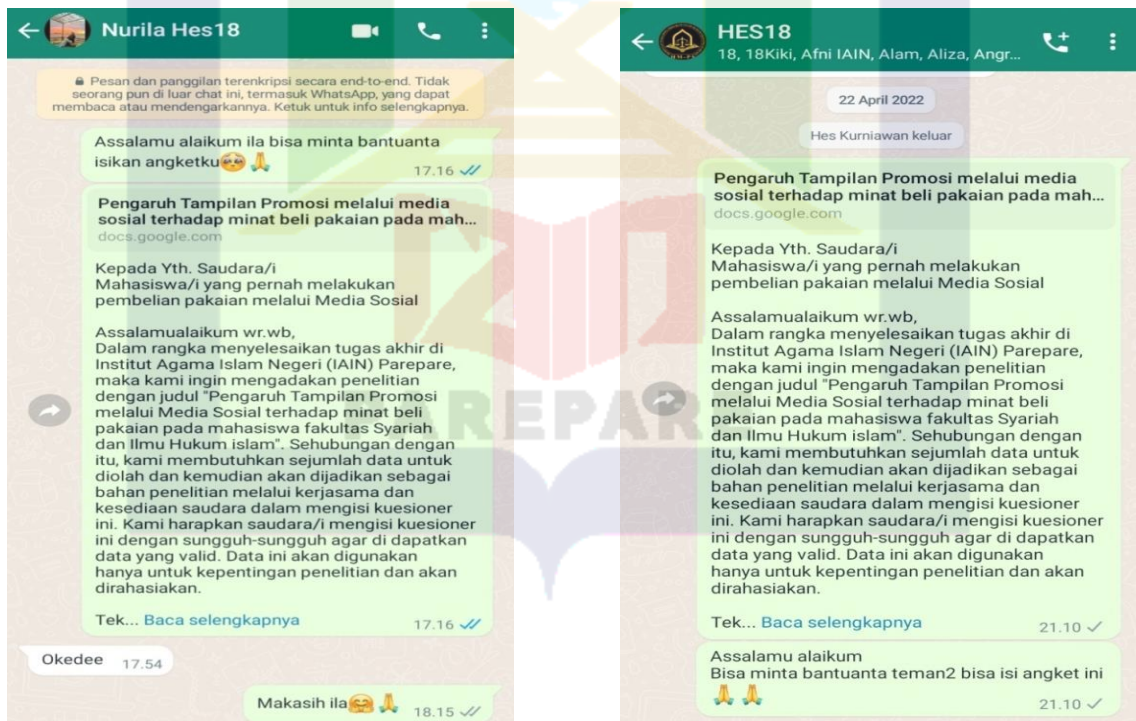 Nurila Hes18
Pesan dan panggilan terenkripsi secara end-to-end. Tidak
seorang pun di luar chat ini, termasuk WhatsApp, yang dapat
membaca atau mendengarkannya. Ketuk untuk info selengkapnya.
Assalamu alaikum ila bisa minta bantuanta
isikan angketku🥺🙏
17.16
Pengaruh Tampilan Promosi melalui media
sosial terhadap minat beli pakaian pada mah...
docs.google.com
Kepada Yth. Saudara/i
Mahasiswa/i yang pernah melakukan
pembelian pakaian melalui Media Sosial
Assalamualaikum wr.wb,
Dalam rangka menyelesaikan tugas akhir di
Institut Agama Islam Negeri (IAIN) Parepare,
maka kami ingin mengadakan penelitian
dengan judul "Pengaruh Tampilan Promosi
melalui Media Sosial terhadap minat beli
pakaian pada mahasiswa fakultas Syariah
dan Ilmu Hukum islam". Sehubungan dengan
itu, kami membutuhkan sejumlah data untuk
diolah dan kemudian akan dijadikan sebagai
bahan penelitian melalui kerjasama dan
kesediaan saudara dalam mengisi kuesioner
ini. Kami harapkan saudara/i mengisi kuesioner
ini dengan sungguh-sungguh agar di dapatkan
data yang valid. Data ini akan digunakan
hanya untuk kepentingan penelitian dan akan
dirahasiakan.
Tek... Baca selengkapnya
17.16
Okedee 17.54
Makasih ila🤗🙏 18.15
HES18
18, 18Kiki, Afni IAIN, Alam, Aliza, Angr...
22 April 2022
Hes Kurniawan keluar
Pengaruh Tampilan Promosi melalui media
sosial terhadap minat beli pakaian pada mah...
docs.google.com
Kepada Yth. Saudara/i
Mahasiswa/i yang pernah melakukan
pembelian pakaian melalui Media Sosial
Assalamualaikum wr.wb,
Dalam rangka menyelesaikan tugas akhir di
Institut Agama Islam Negeri (IAIN) Parepare,
maka kami ingin mengadakan penelitian
dengan judul "Pengaruh Tampilan Promosi
melalui Media Sosial terhadap minat beli
pakaian pada mahasiswa fakultas Syariah
dan Ilmu Hukum islam". Sehubungan dengan
itu, kami membutuhkan sejumlah data untuk
diolah dan kemudian akan dijadikan sebagai
bahan penelitian melalui kerjasama dan
kesediaan saudara dalam mengisi kuesioner
ini. Kami harapkan saudara/i mengisi kuesioner
ini dengan sungguh-sungguh agar di dapatkan
data yang valid. Data ini akan digunakan
hanya untuk kepentingan penelitian dan akan
dirahasiakan.
Tek... Baca selengkapnya
21.10
Assalamu alaikum
Bisa minta bantuanta teman2 bisa isi angket ini
🙏🙏
21.10
PAREPARE